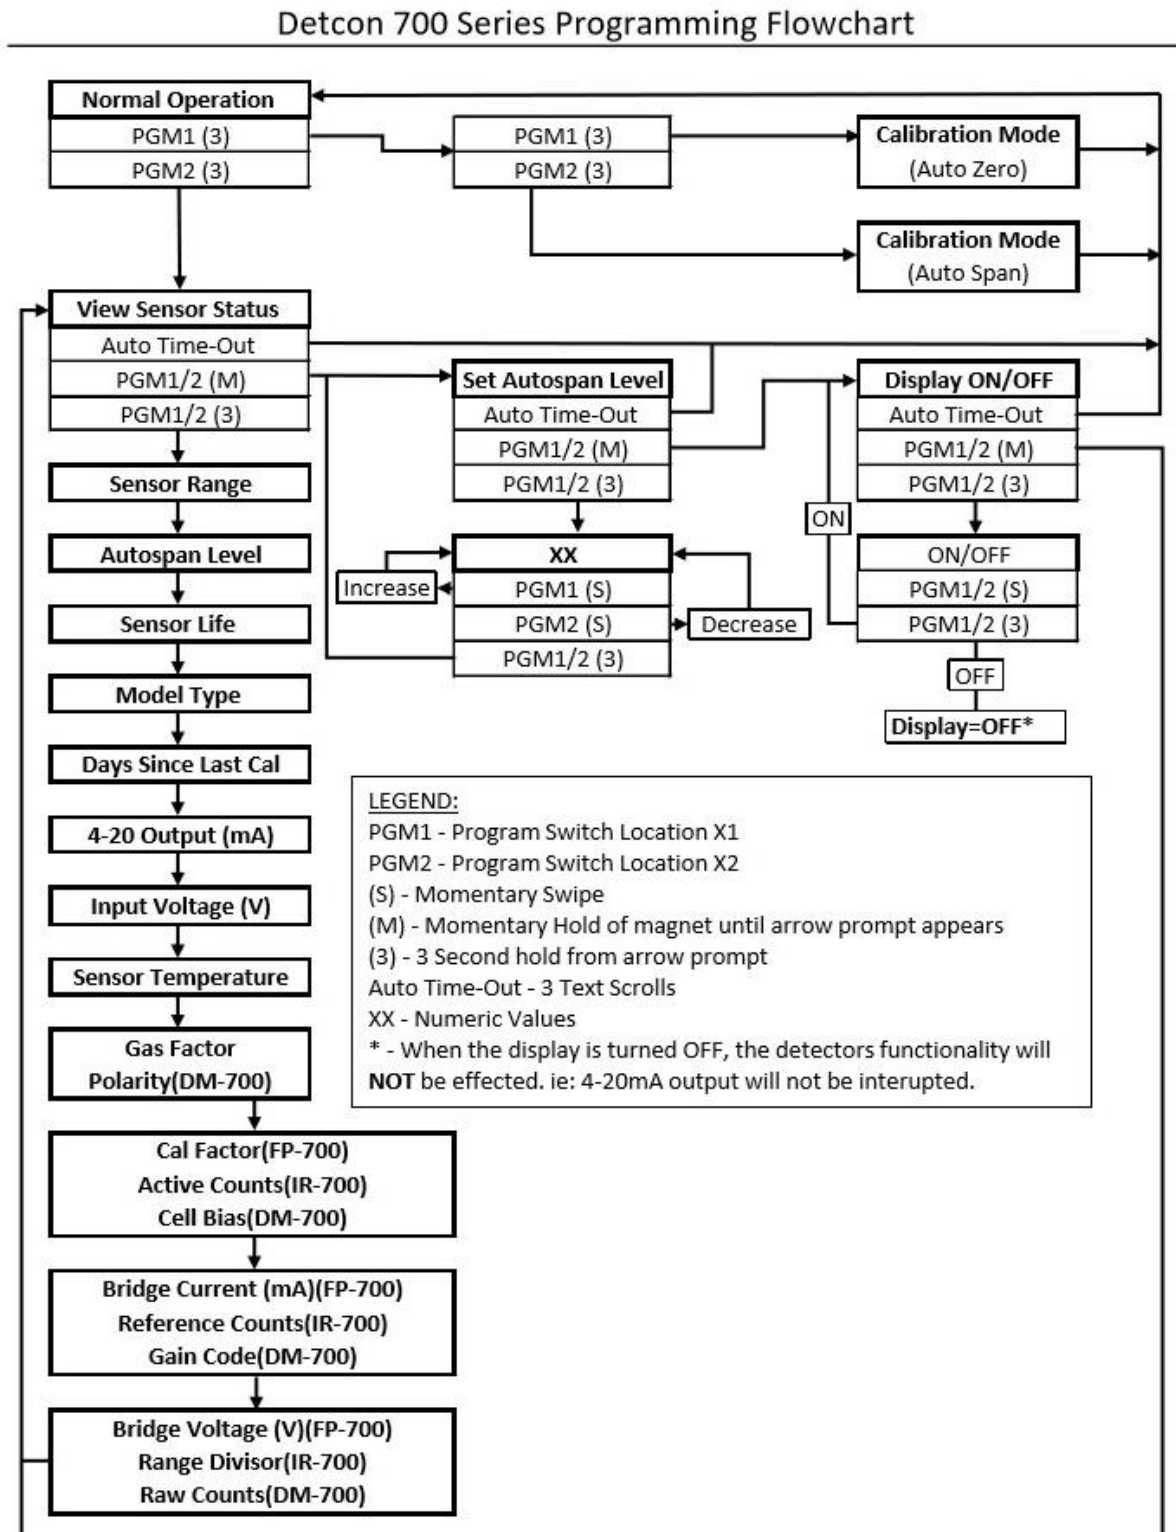 Detcon 700 Series Programming Flowchart
Normal Operation
PGM1 (3)
PGM2 (3)
PGM1 (3)
PGM2 (3)
Calibration Mode
(Auto Zero)
Calibration Mode
(Auto Span)
View Sensor Status
Auto Time-Out
PGM1/2 (M)
PGM1/2 (3)
Set Autospan Level
Auto Time-Out
PGM1/2 (M)
PGM1/2 (3)
Display ON/OFF
Auto Time-Out
PGM1/2 (M)
PGM1/2 (3)
ON
XX
PGM1 (S)
PGM2 (S)
PGM1/2 (3)
Increase
Decrease
ON/OFF
PGM1/2 (S)
PGM1/2 (3)
OFF
Display=OFF*
Sensor Range
Autospan Level
Sensor Life
Model Type
Days Since Last Cal
4-20 Output (mA)
Input Voltage (V)
Sensor Temperature
Gas Factor
Polarity(DM-700)
Cal Factor(FP-700)
Active Counts(IR-700)
Cell Bias(DM-700)
Bridge Current (mA)(FP-700)
Reference Counts(IR-700)
Gain Code(DM-700)
Bridge Voltage (V)(FP-700)
Range Divisor(IR-700)
Raw Counts(DM-700)
LEGEND:
PGM1 - Program Switch Location X1
PGM2 - Program Switch Location X2
(S) - Momentary Swipe
(M) - Momentary Hold of magnet until arrow prompt appears
(3) - 3 Second hold from arrow prompt
Auto Time-Out - 3 Text Scrolls
XX - Numeric Values
* - When the display is turned OFF, the detectors functionality will
NOT be effected. ie: 4-20mA output will not be interupted.